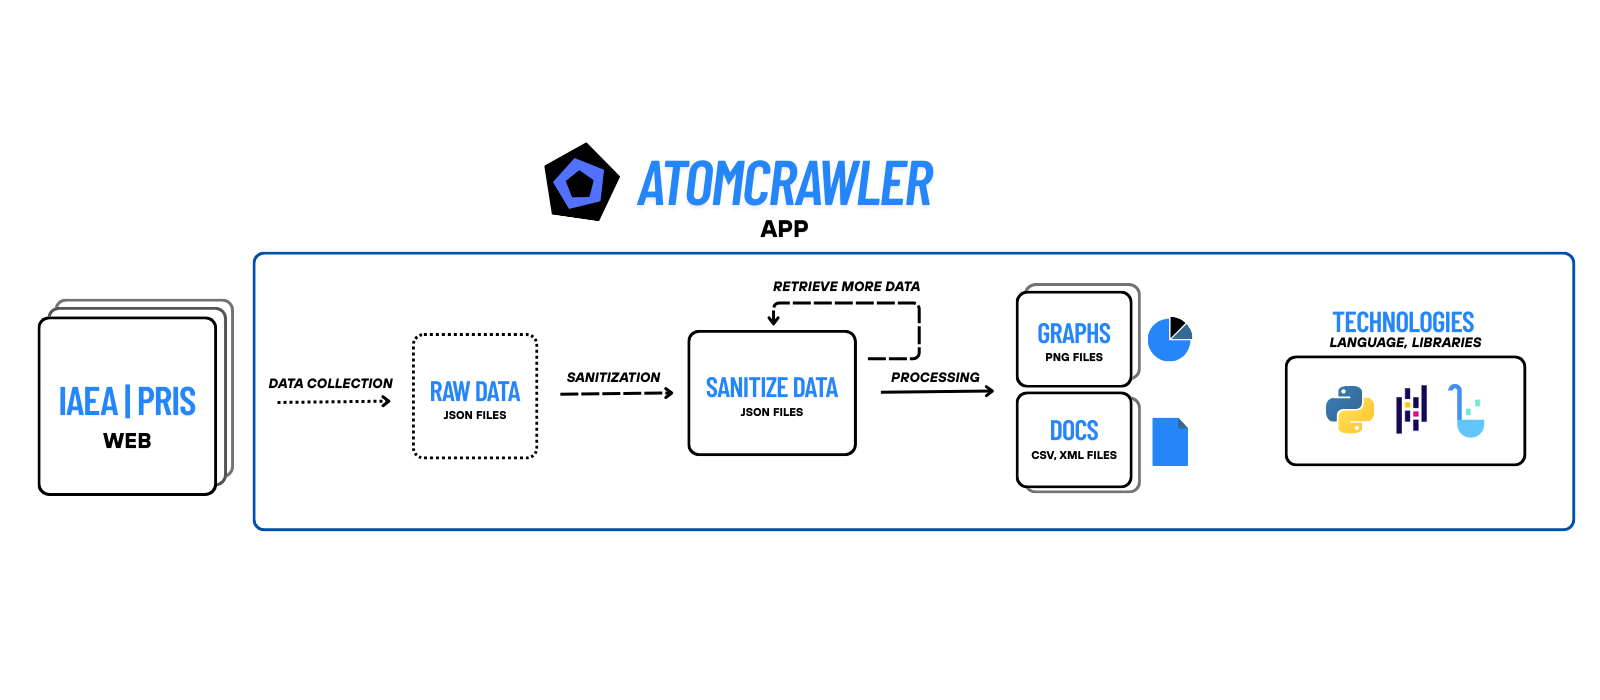 ATOMCRAWLER
APP
IAEA | PRIS
WEB
DATA COLLECTION
RAW DATA
JSON FILES
SANITIZATION
RETRIEVE MORE DATA
SANITIZE DATA
JSON FILES
PROCESSING
GRAPHS
PNG FILES
DOCS
CSV, XML FILES
TECHNOLOGIES
LANGUAGE, LIBRARIES